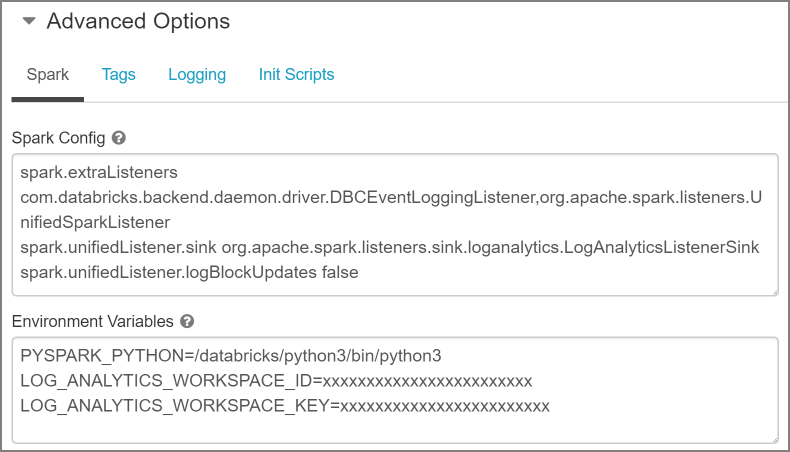 Advanced Options
Spark Tags Logging Init Scripts
Spark Config
spark.extraListeners
com.databricks.backend.daemon.driver.DBCEventLoggingListener,org.apache.spark.listeners.U
nifiedSparkListener
spark.unifiedListener.sink org.apache.spark.listeners.sink.loganalytics.LogAnalyticsListenerSink
spark.unifiedListener.logBlockUpdates false
Environment Variables
PYSPARK_PYTHON=/databricks/python3/bin/python3
LOG_ANALYTICS_WORKSPACE_ID=xxxxxxxxxxxxxxxxxxxxxxxx
LOG_ANALYTICS_WORKSPACE_KEY=xxxxxxxxxxxxxxxxxxxxxxxx